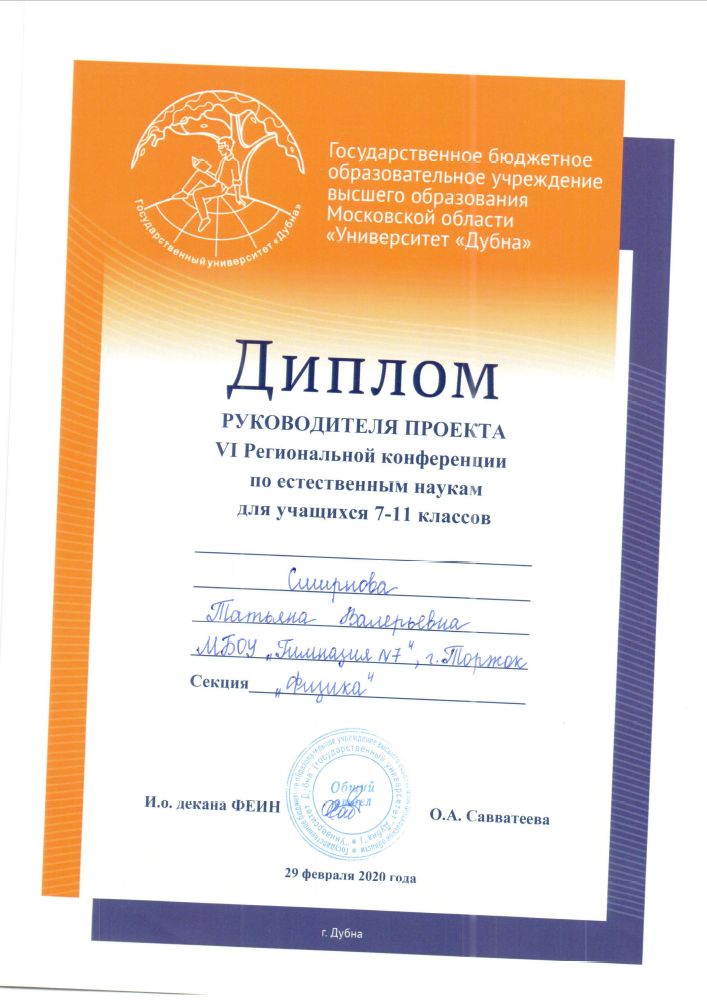 Государственный университет «Дубна»
Государственное бюджетное
образовательное учреждение
высшего образования
Московской области
«Университет «Дубна»
Диплом
РУКОВОДИТЕЛЯ ПРОЕКТА
VI Региональной конференции
по естественным наукам
для учащихся 7-11 классов
Смирнова
Татьяна Валерьевна
МБОУ „Гимназия №7", г. Торжок
Секция „Физика"
Общий
отдел
И.о. декана ФЕИН
О.А. Савватеева
29 февраля 2020 года
г. Дубна